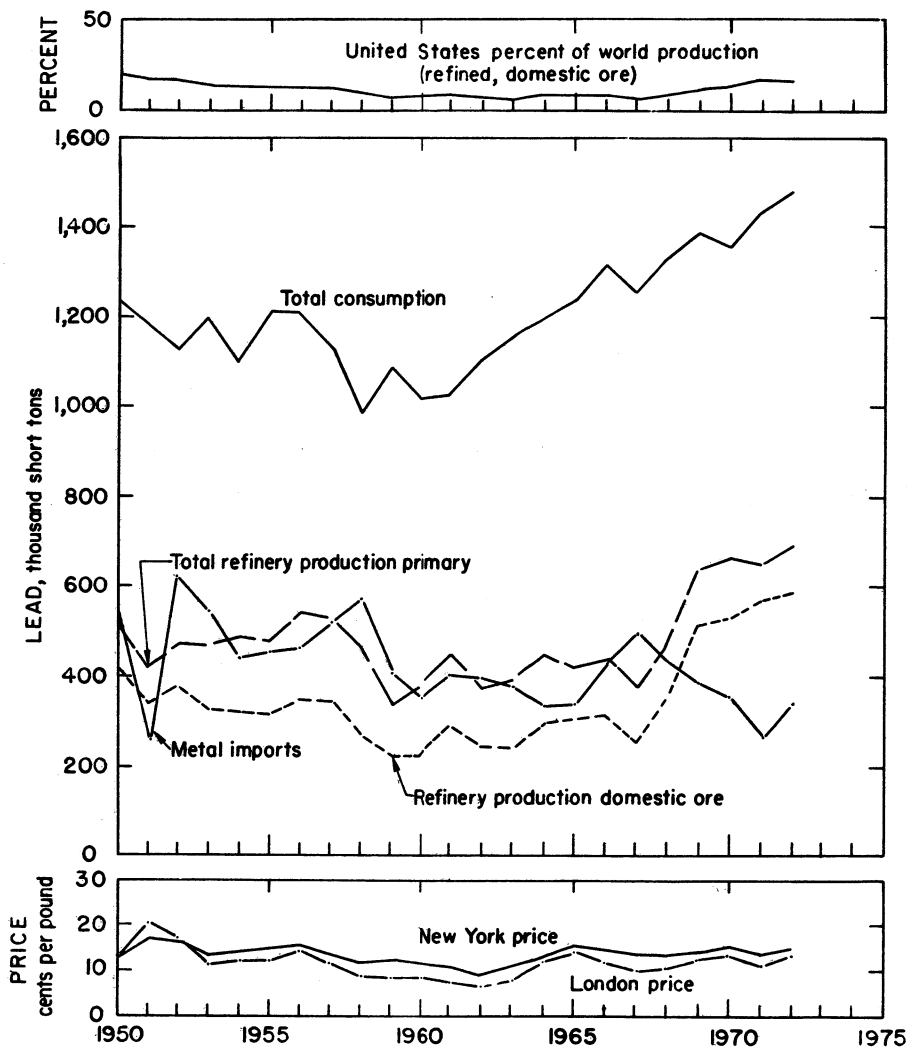 PERCENT
50
0
United States percent of world production
(refined, domestic ore)
LEAD, thousand short tons
1,600
1,400
1,200
1,000
800
600
400
200
0
Total consumption
Total refinery production primary
Metal imports
Refinery production domestic ore
PRICE
cents per pound
30
20
10
0
New York price
London price
1950
1955
1960
1965
1970
1975